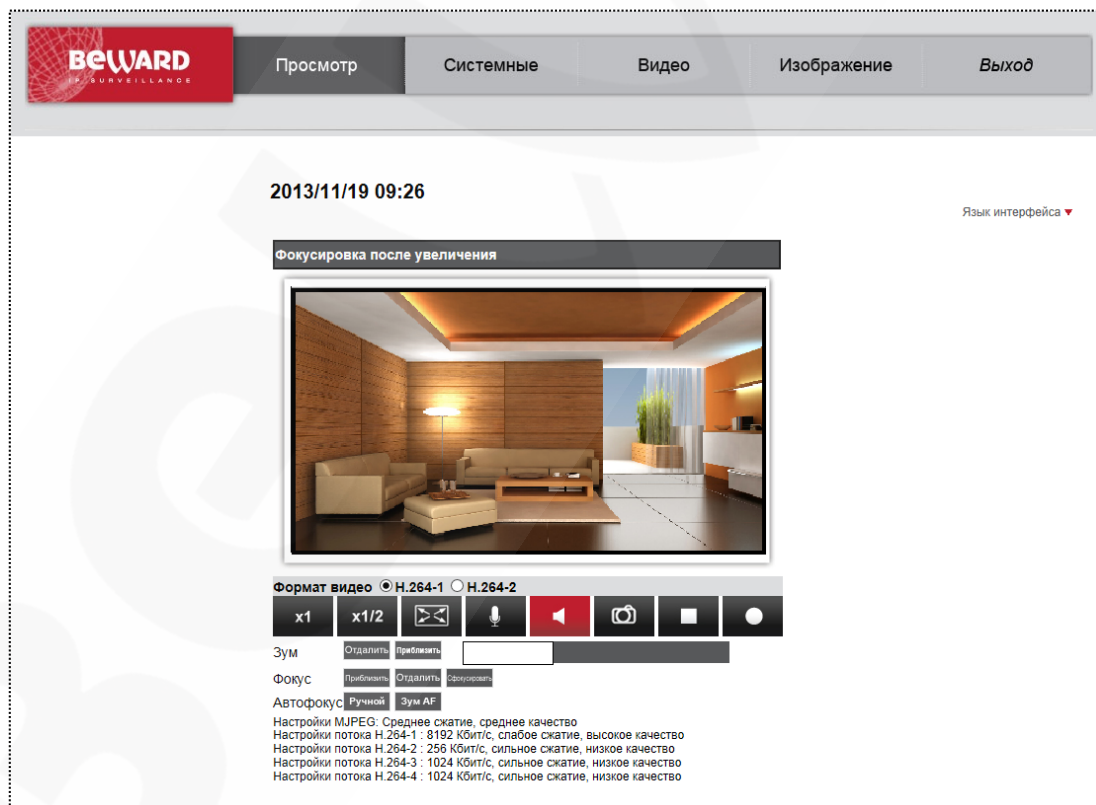 BEWARD
IP SURVEILLANCE
Просмотр Системные Видео Изображение Выход
2013/11/19 09:26
Язык интерфейса
Фокусировка после увеличения
Формат видео H.264-1 H.264-2
x1 x1/2
Зум Отдалить Приблизить
Фокус Приблизить Отдалить Сфокусировать
Автофокус Ручной Зум AF
Настройки MJPEG: Среднее сжатие, среднее качество
Настройки потока H.264-1 : 8192 Кбит/с, слабое сжатие, высокое качество
Настройки потока H.264-2 : 256 Кбит/с, сильное сжатие, низкое качество
Настройки потока H.264-3 : 1024 Кбит/с, сильное сжатие, низкое качество
Настройки потока H.264-4 : 1024 Кбит/с, сильное сжатие, низкое качество